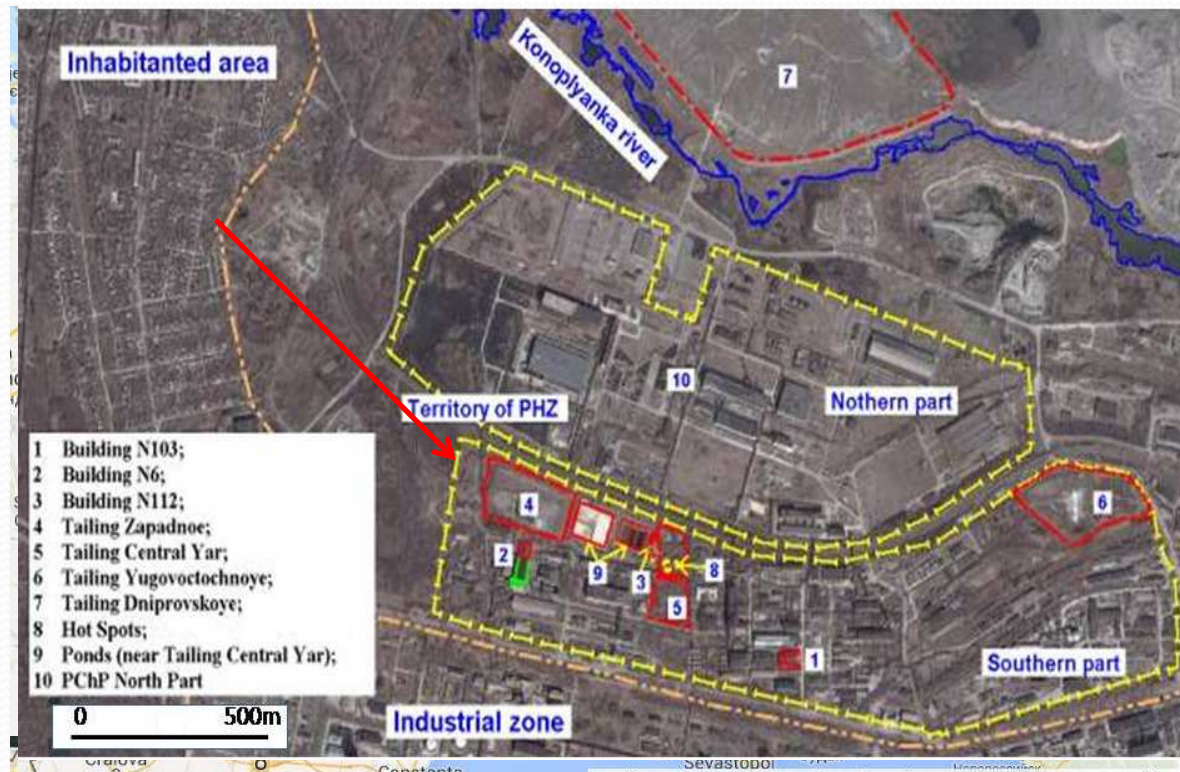 Inhabitanted area
Konoplyanka river
7
10
Nothern part
Territory of PHZ
6
4
2
9
3
8
5
1
Southern part
Industrial zone
1 Building N103;
2 Building N6;
3 Building N112;
4 Tailing Zapadnoe;
5 Tailing Central Yar;
6 Tailing Yugovoctochnoye;
7 Tailing Dniprovskoye;
8 Hot Spots;
9 Ponds (near Tailing Central Yar);
10 PChP North Part
0 500m
Craiova
Constanta
Sevastopol